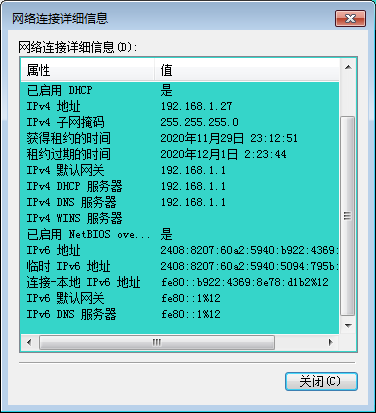 网络连接详细信息
网络连接详细信息(D):
属性 值
已启用 DHCP 是
IPv4 地址 192.168.1.27
IPv4 子网掩码 255.255.255.0
获得租约的时间 2020年11月29日 23:12:51
租约过期的时间 2020年12月1日 2:23:44
IPv4 默认网关 192.168.1.1
IPv4 DHCP 服务器 192.168.1.1
IPv4 DNS 服务器 192.168.1.1
IPv4 WINS 服务器
已启用 NetBIOS ove... 是
IPv6 地址 2408:8207:60a2:5940:b922:4369:
临时 IPv6 地址 2408:8207:60a2:5940:5094:795b:
连接-本地 IPv6 地址 fe80::b922:4369:8e78:d1b2%12
IPv6 默认网关 fe80::1%12
IPv6 DNS 服务器 fe80::1%12
关闭(C)